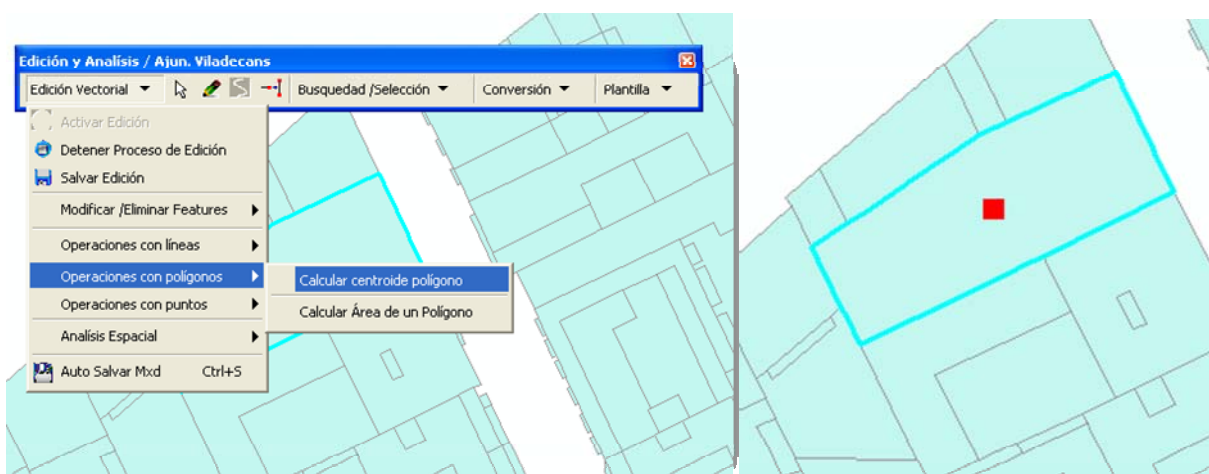 Edición y Analísis / Ajun. Viladecans
Edición Vectorial Busquedad /Selección Conversión Plantilla
Activar Edición
Detener Proceso de Edición
Salvar Edición
Modificar /Eliminar Features
Operaciones con líneas
Operaciones con polígonos
Calcular centroide polígono
Operaciones con puntos
Calcular Área de un Polígono
Analísis Espacial
Auto Salvar Mxd Ctrl+S